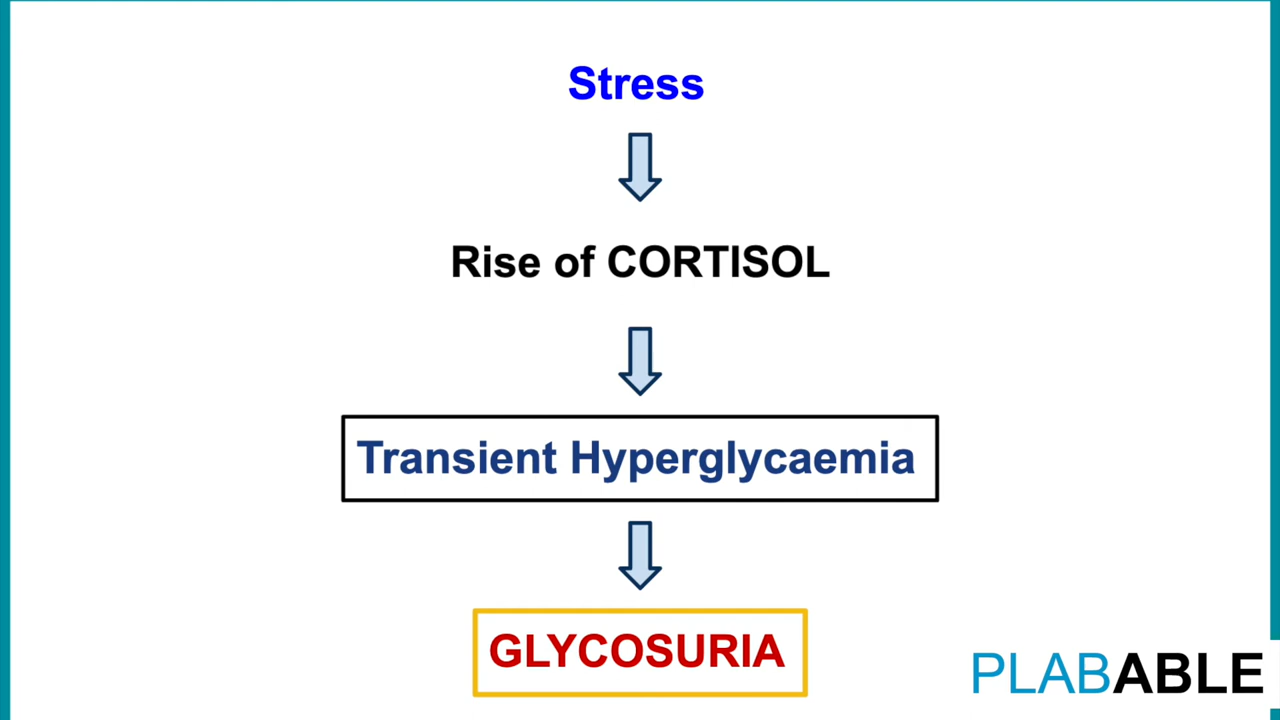 Stress
Rise of CORTISOL
Transient Hyperglycaemia
GLYCOSURIA
PLABABLE